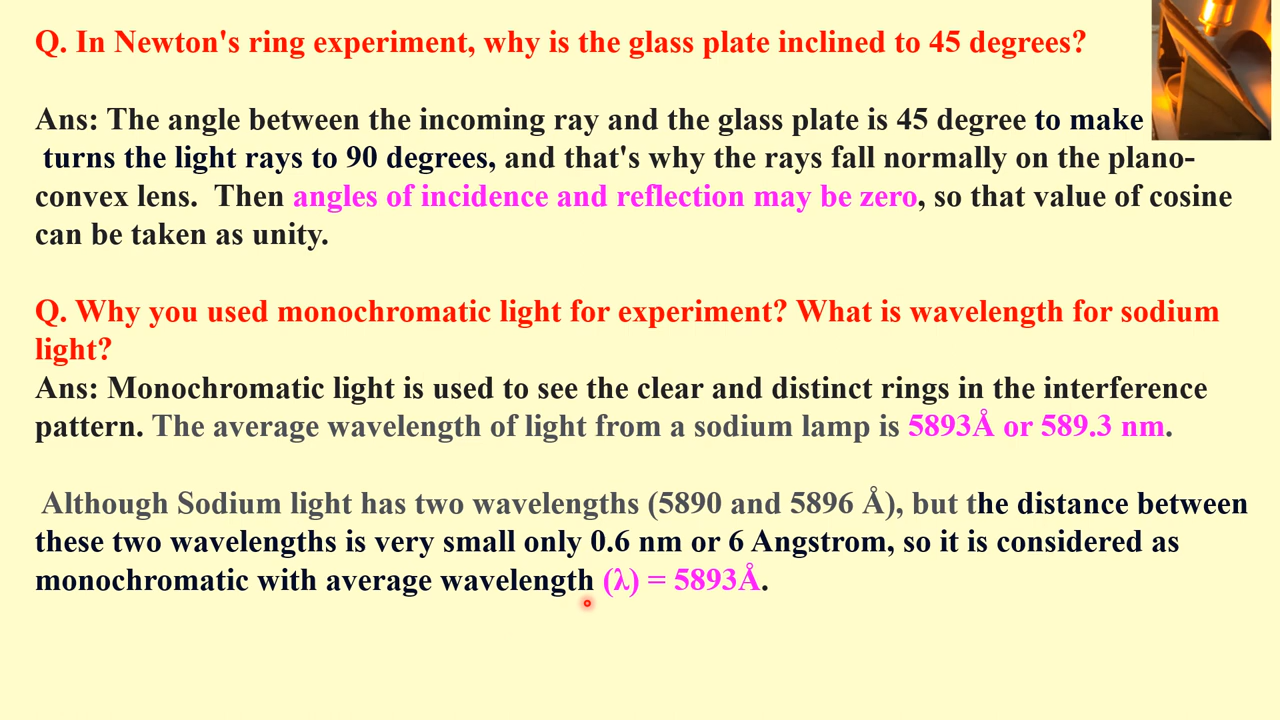 Q. In Newton's ring experiment, why is the glass plate inclined to 45 degrees?
Ans: The angle between the incoming ray and the glass plate is 45 degree to make
turns the light rays to 90 degrees, and that's why the rays fall normally on the plano-
convex lens. Then angles of incidence and reflection may be zero, so that value of cosine
can be taken as unity.
Q. Why you used monochromatic light for experiment? What is wavelength for sodium
light?
Ans: Monochromatic light is used to see the clear and distinct rings in the interference
pattern. The average wavelength of light from a sodium lamp is 5893Å or 589.3 nm.
Although Sodium light has two wavelengths (5890 and 5896 Å), but the distance between
these two wavelengths is very small only 0.6 nm or 6 Angstrom, so it is considered as
monochromatic with average wavelength (λ) = 5893Å.